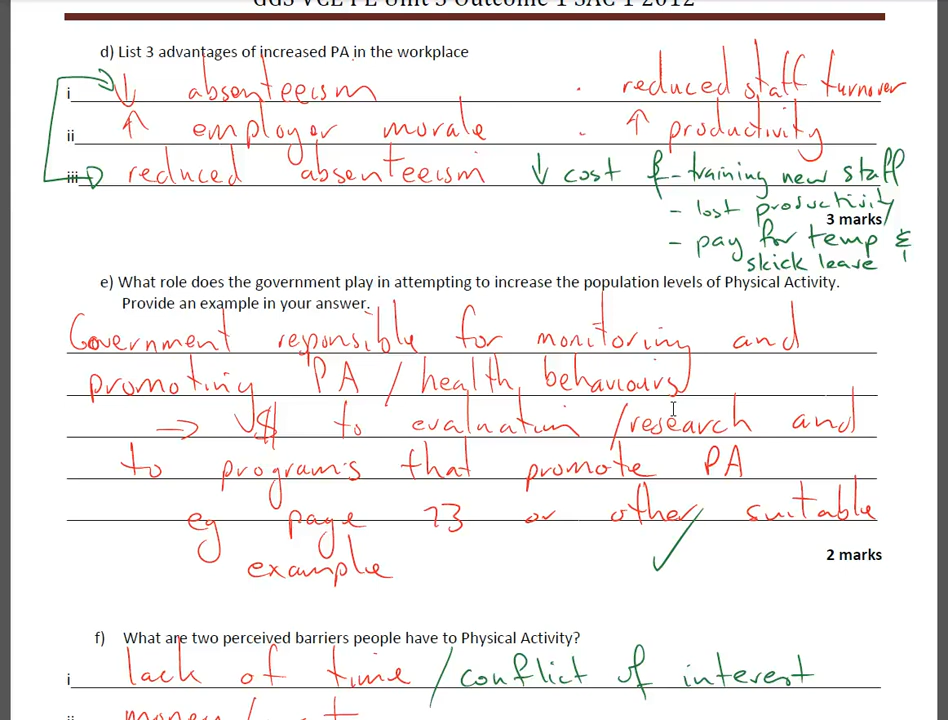 GGS VCE PE Unit 3 Outcome 1 SAC 1 2012
d) List 3 advantages of increased PA in the workplace
i ↓ absenteeism · reduced staff turnover
ii ↑ employer morale · ↑ productivity
iii reduced absenteeism ↓ cost of - training new staff
- lost productivity
3 marks
- pay for temp &
skick leave
e) What role does the government play in attempting to increase the population levels of Physical Activity.
Provide an example in your answer.
Government responsible for monitoring and
promoting PA / health behaviours
→ $ to evaluation / research and
to programs that promote PA
eg page 73 or other suitable
example
2 marks
f) What are two perceived barriers people have to Physical Activity?
i lack of time / conflict of interest
ii money /